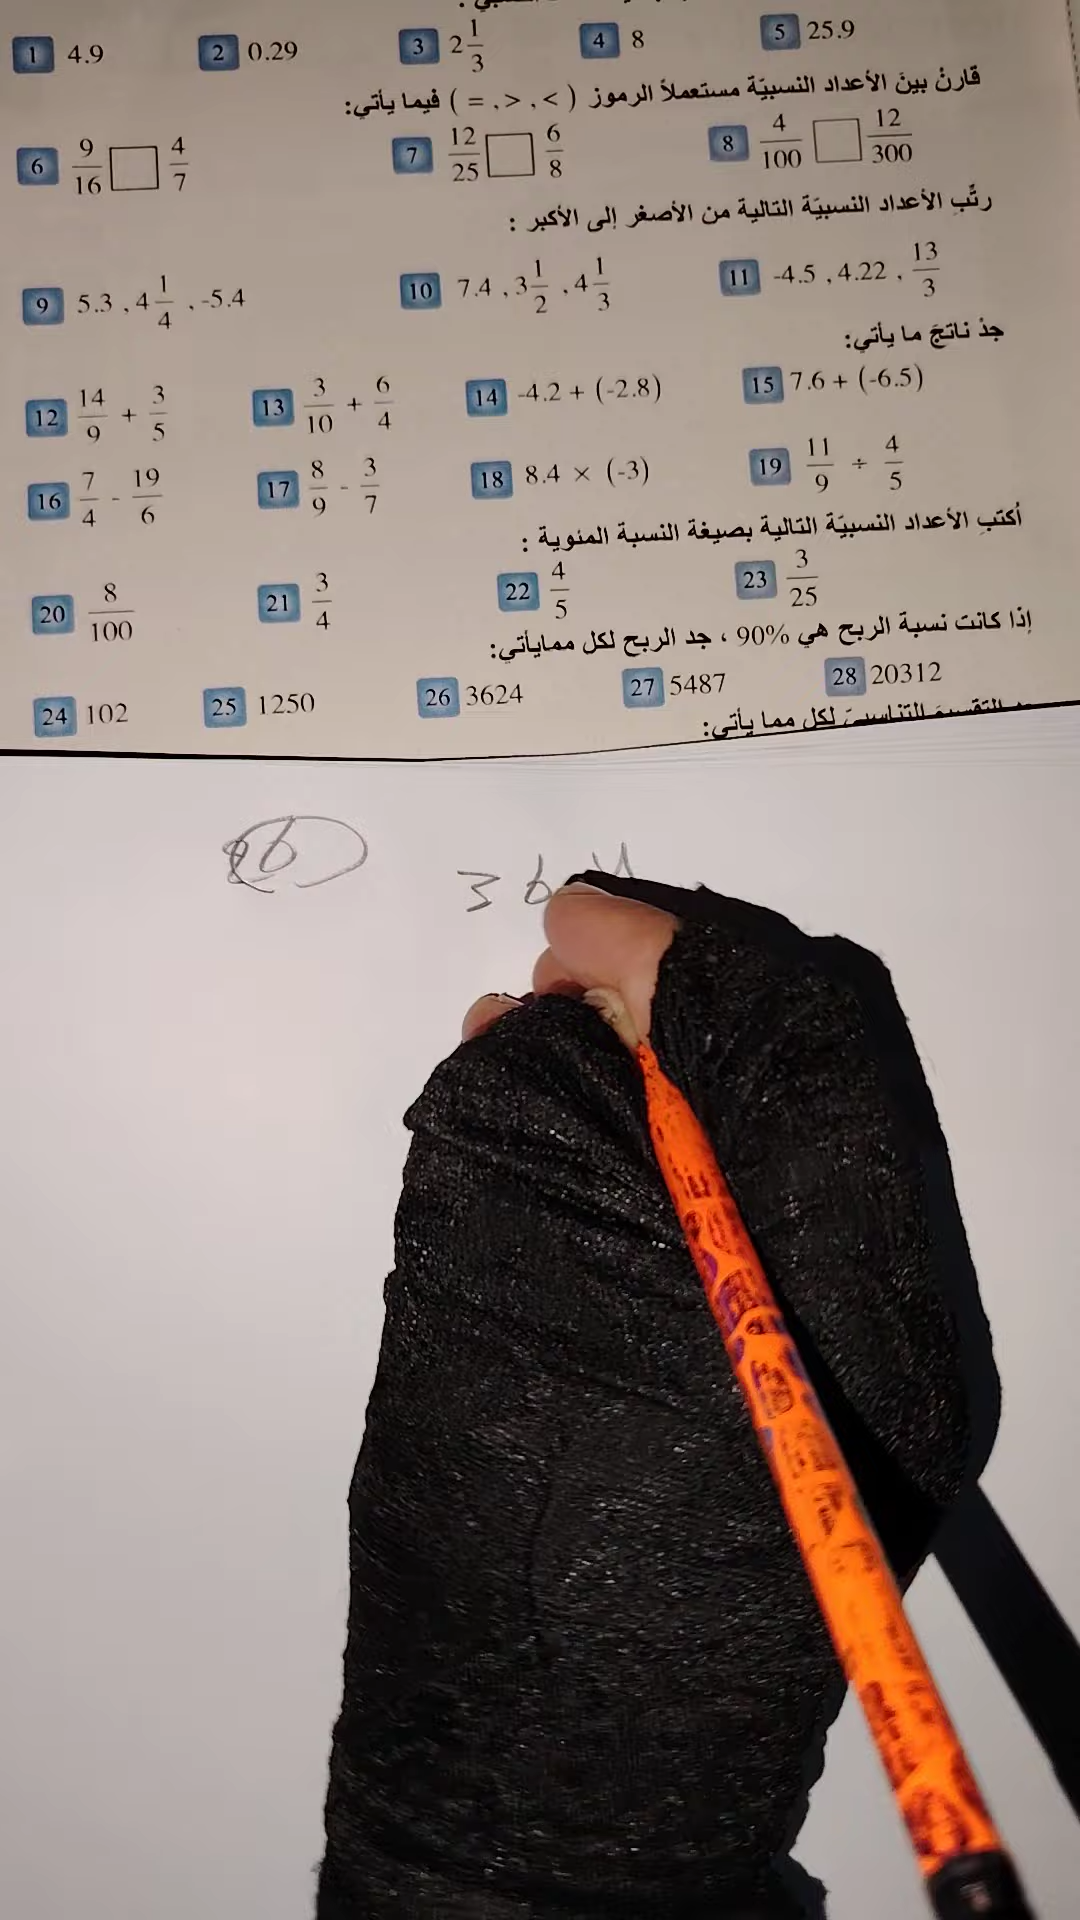 1 4.9 2 0.29 3 2 1/3 4 8 5 25.9
قارنْ بينَ الأعداد النسبيّة مستعملاً الرموز ( < , > , = ) فيما يأتي:
6 9/16 □ 4/7 7 12/25 □ 6/8 8 4/100 □ 12/300
رتّبِ الأعداد النسبيّة التالية من الأصغر إلى الأكبر :
9 5.3 , 4 1/4 , -5.4 10 7.4 , 3 1/2 , 4 1/3 11 -4.5 , 4.22 , 13/3
جدْ ناتجَ ما يأتي:
12 14/9 + 3/5 13 3/10 + 6/4 14 -4.2 + (-2.8) 15 7.6 + (-6.5)
16 7/4 - 19/6 17 8/9 - 3/7 18 8.4 × (-3) 19 11/9 ÷ 4/5
أكتبِ الأعداد النسبيّة التالية بصيغة النسبة المئوية :
20 8/100 21 3/4 22 4/5 23 3/25
إذا كانت نسبة الربح هي 90% ، جد الربح لكل ممايأتي:
24 102 25 1250 26 3624 27 5487 28 20312
التقسيمَ التناسبيّ لكل مما يأتي:
26
36